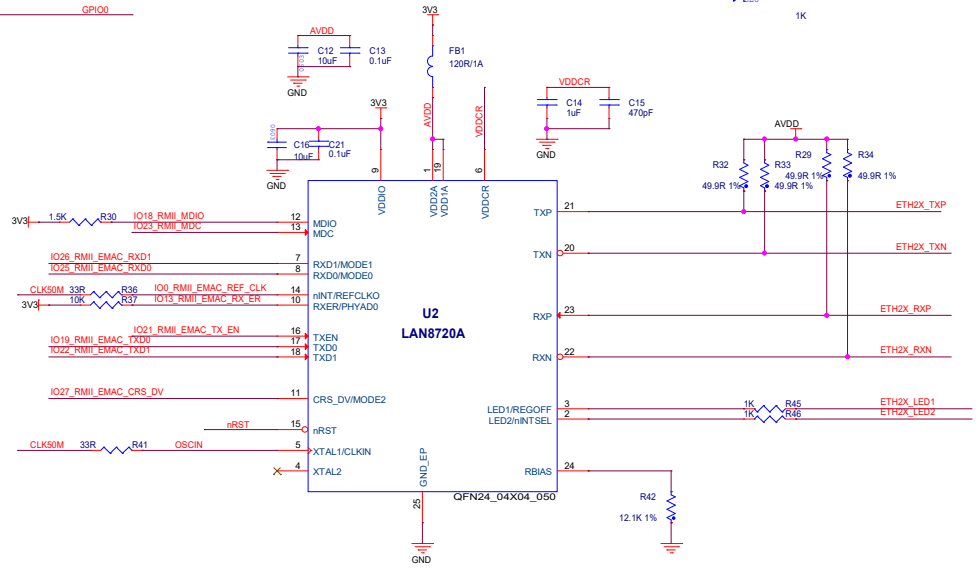 GPIO0
1K
3V3
AVDD
C12
10uF
0603
C13
0.1uF
GND
FB1
120R/1A
AVDD
VDDCR
VDDCR
C14
1uF
C15
470pF
GND
3V3
0603
C16
10uF
C21
0.1uF
GND
AVDD
R32
49.9R 1%
R33
49.9R 1%
R29
49.9R 1%
R34
49.9R 1%
9
1
19
6
VDDIO
VDD2A
VDD1A
VDDCR
3V3
1.5K
R30
IO18_RMII_MDIO
12
MDIO
IO23_RMII_MDC
13
MDC
IO26_RMII_EMAC_RXD1
7
RXD1/MODE1
IO25_RMII_EMAC_RXD0
8
RXD0/MODE0
CLK50M
33R
R36
IO0_RMII_EMAC_REF_CLK
14
nINT/REFCLKO
3V3
10K
R37
IO13_RMII_EMAC_RX_ER
10
RXER/PHYAD0
IO21_RMII_EMAC_TX_EN
16
TXEN
IO19_RMII_EMAC_TXD0
17
TXD0
IO22_RMII_EMAC_TXD1
18
TXD1
IO27_RMII_EMAC_CRS_DV
11
CRS_DV/MODE2
nRST
15
nRST
CLK50M
33R
R41
OSCIN
5
XTAL1/CLKIN
4
XTAL2
U2
LAN8720A
TXP
21
ETH2X_TXP
TXN
20
ETH2X_TXN
RXP
23
ETH2X_RXP
RXN
22
ETH2X_RXN
LED1/REGOFF
3
1K
R45
ETH2X_LED1
LED2/nINTSEL
2
1K
R46
ETH2X_LED2
RBIAS
24
GND_EP
25
QFN24_04X04_050
R42
12.1K 1%
GND